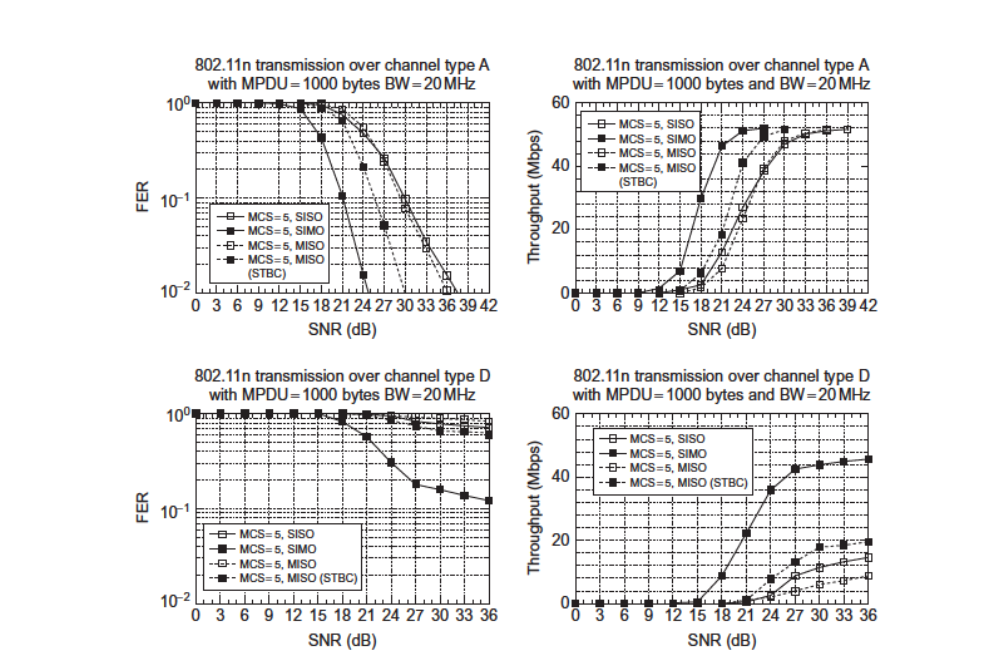 802.11n transmission over channel type A
with MPDU=1000 bytes BW=20 MHz
10⁰
10⁻¹
10⁻²
FER
MCS=5, SISO
MCS=5, SIMO
MCS=5, MISO
MCS=5, MISO
(STBC)
0 3 6 9 12 15 18 21 24 27 30 33 36 39 42
SNR (dB)
802.11n transmission over channel type A
with MPDU=1000 bytes and BW=20 MHz
60
40
20
0
Throughput (Mbps)
MCS=5, SISO
MCS=5, SIMO
MCS=5, MISO
MCS=5, MISO
(STBC)
0 3 6 9 12 15 18 21 24 27 30 33 36 39 42
SNR (dB)
802.11n transmission over channel type D
with MPDU=1000 bytes BW=20 MHz
10⁰
10⁻¹
10⁻²
FER
MCS=5, SISO
MCS=5, SIMO
MCS=5, MISO
MCS=5, MISO (STBC)
0 3 6 9 12 15 18 21 24 27 30 33 36
SNR (dB)
802.11n transmission over channel type D
with MPDU=1000 bytes and BW=20 MHz
60
40
20
0
Throughput (Mbps)
MCS=5, SISO
MCS=5, SIMO
MCS=5, MISO
MCS=5, MISO (STBC)
0 3 6 9 12 15 18 21 24 27 30 33 36
SNR (dB)